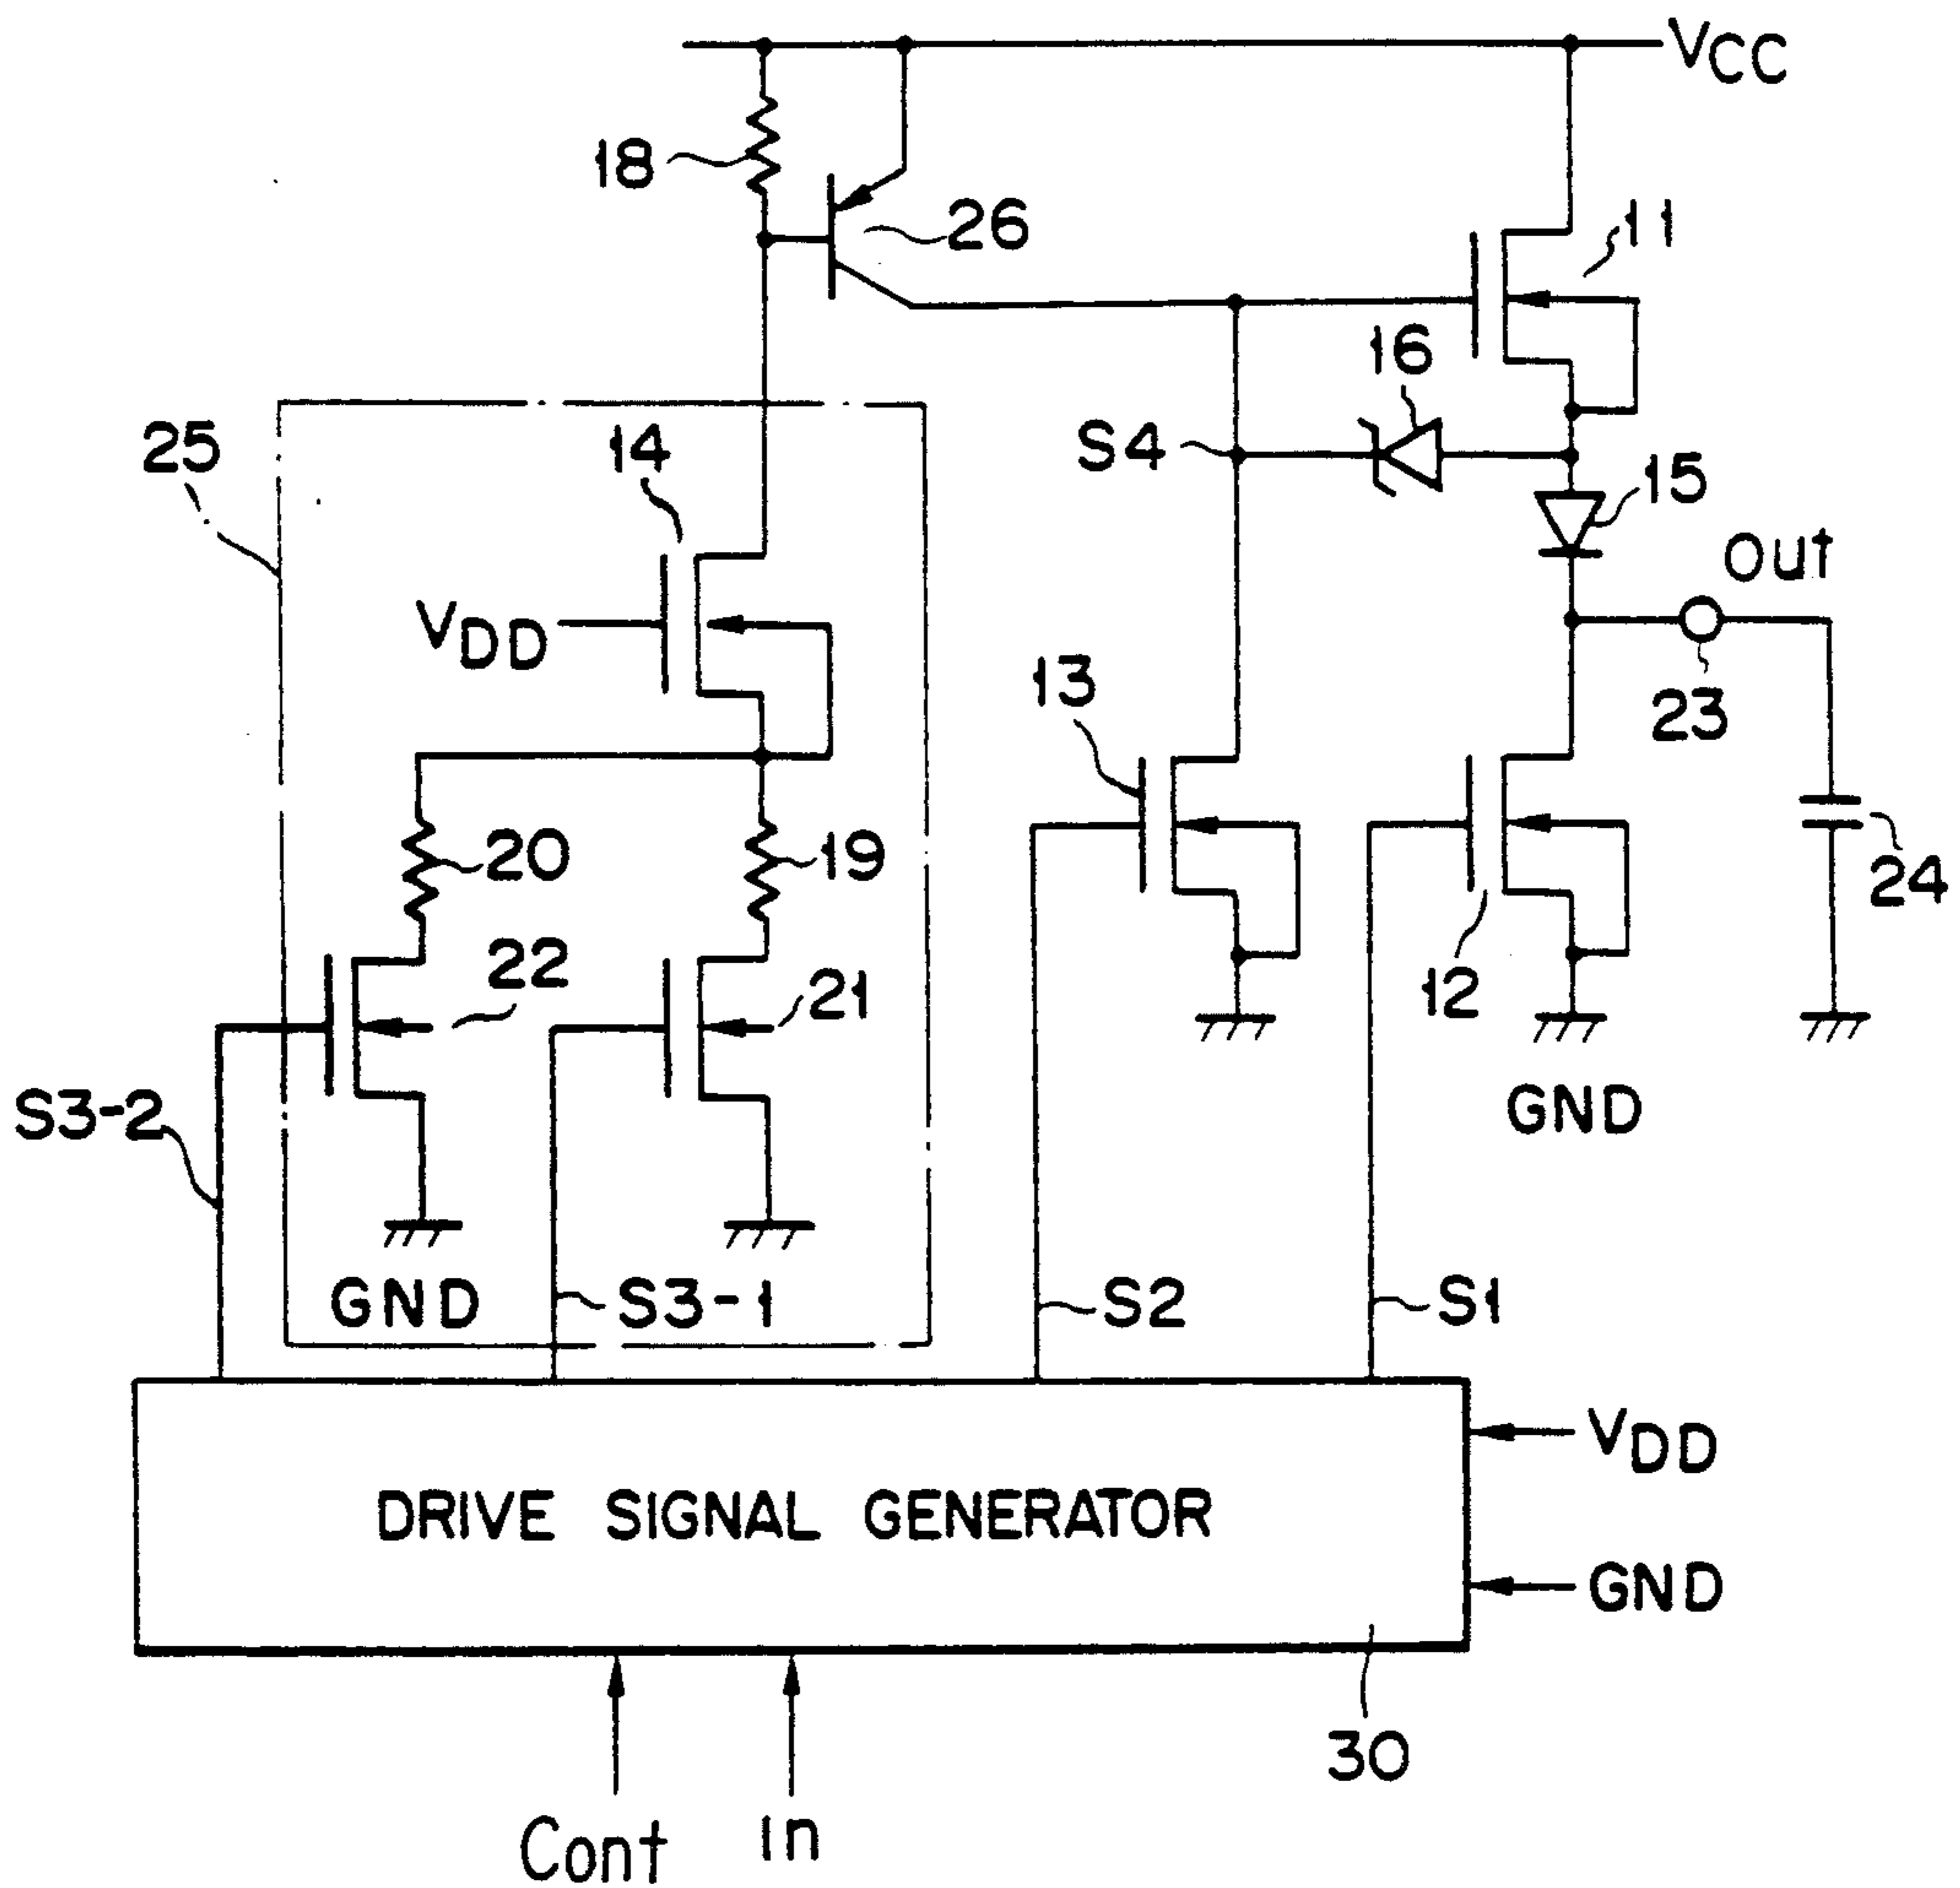 VCC
18
26
11
16
25
14
S4
15
Out
VDD
13
23
20
19
24
22
21
12
S3-2
GND
GND
S3-1
S2
S1
VDD
DRIVE SIGNAL GENERATOR
GND
30
Cont
In